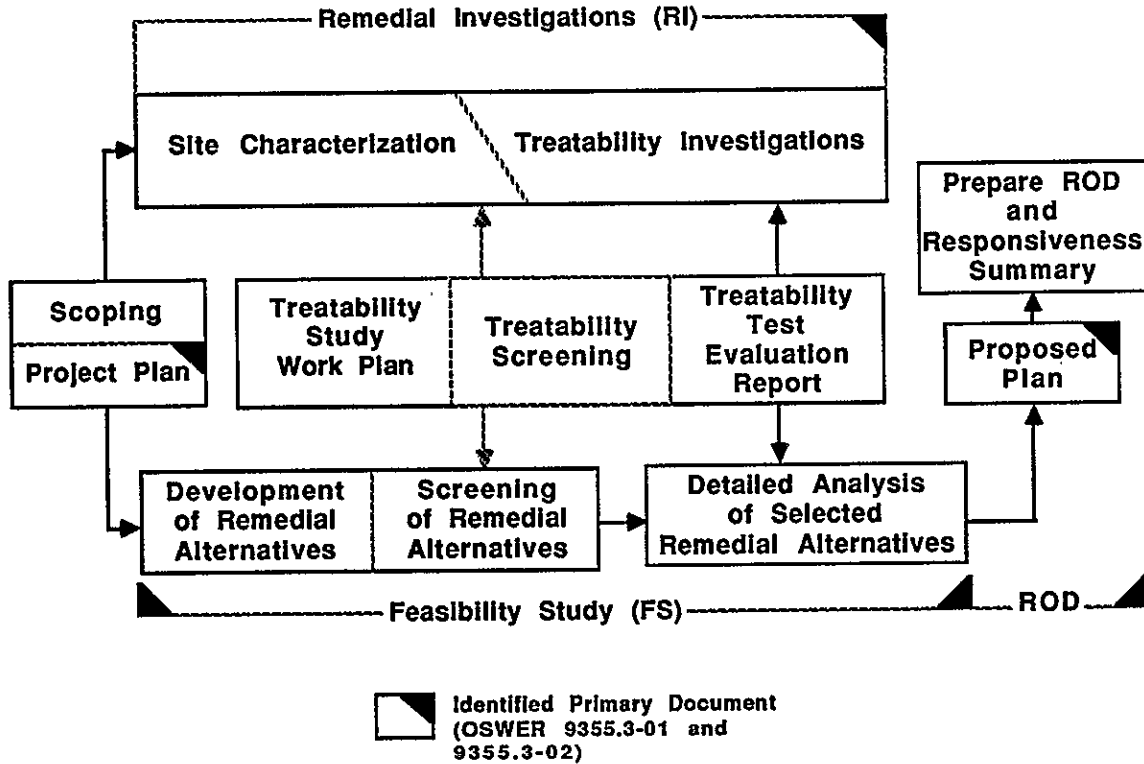 Remedial Investigations (RI)
Site Characterization
Treatability Investigations
Prepare ROD
and
Responsiveness
Summary
Scoping
Project Plan
Treatability
Study
Work Plan
Treatability
Screening
Treatability
Test
Evaluation
Report
Proposed
Plan
Development
of Remedial
Alternatives
Screening
of Remedial
Alternatives
Detailed Analysis
of Selected
Remedial Alternatives
Feasibility Study (FS)
ROD
Identified Primary Document
(OSWER 9355.3-01 and
9355.3-02)